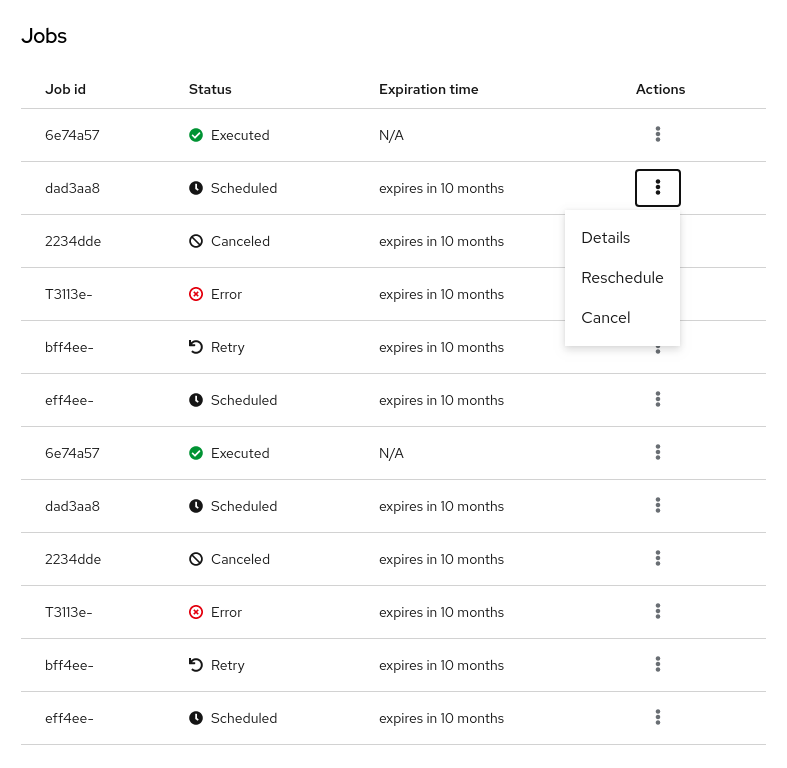 Jobs
Job id Status Expiration time Actions
6e74a57 Executed N/A
dad3aa8 Scheduled expires in 10 months
2234dde Canceled expires in 10 months
T3113e- Error expires in 10 months
bff4ee- Retry expires in 10 months
eff4ee- Scheduled expires in 10 months
6e74a57 Executed N/A
dad3aa8 Scheduled expires in 10 months
2234dde Canceled expires in 10 months
T3113e- Error expires in 10 months
bff4ee- Retry expires in 10 months
eff4ee- Scheduled expires in 10 months
Details
Reschedule
Cancel